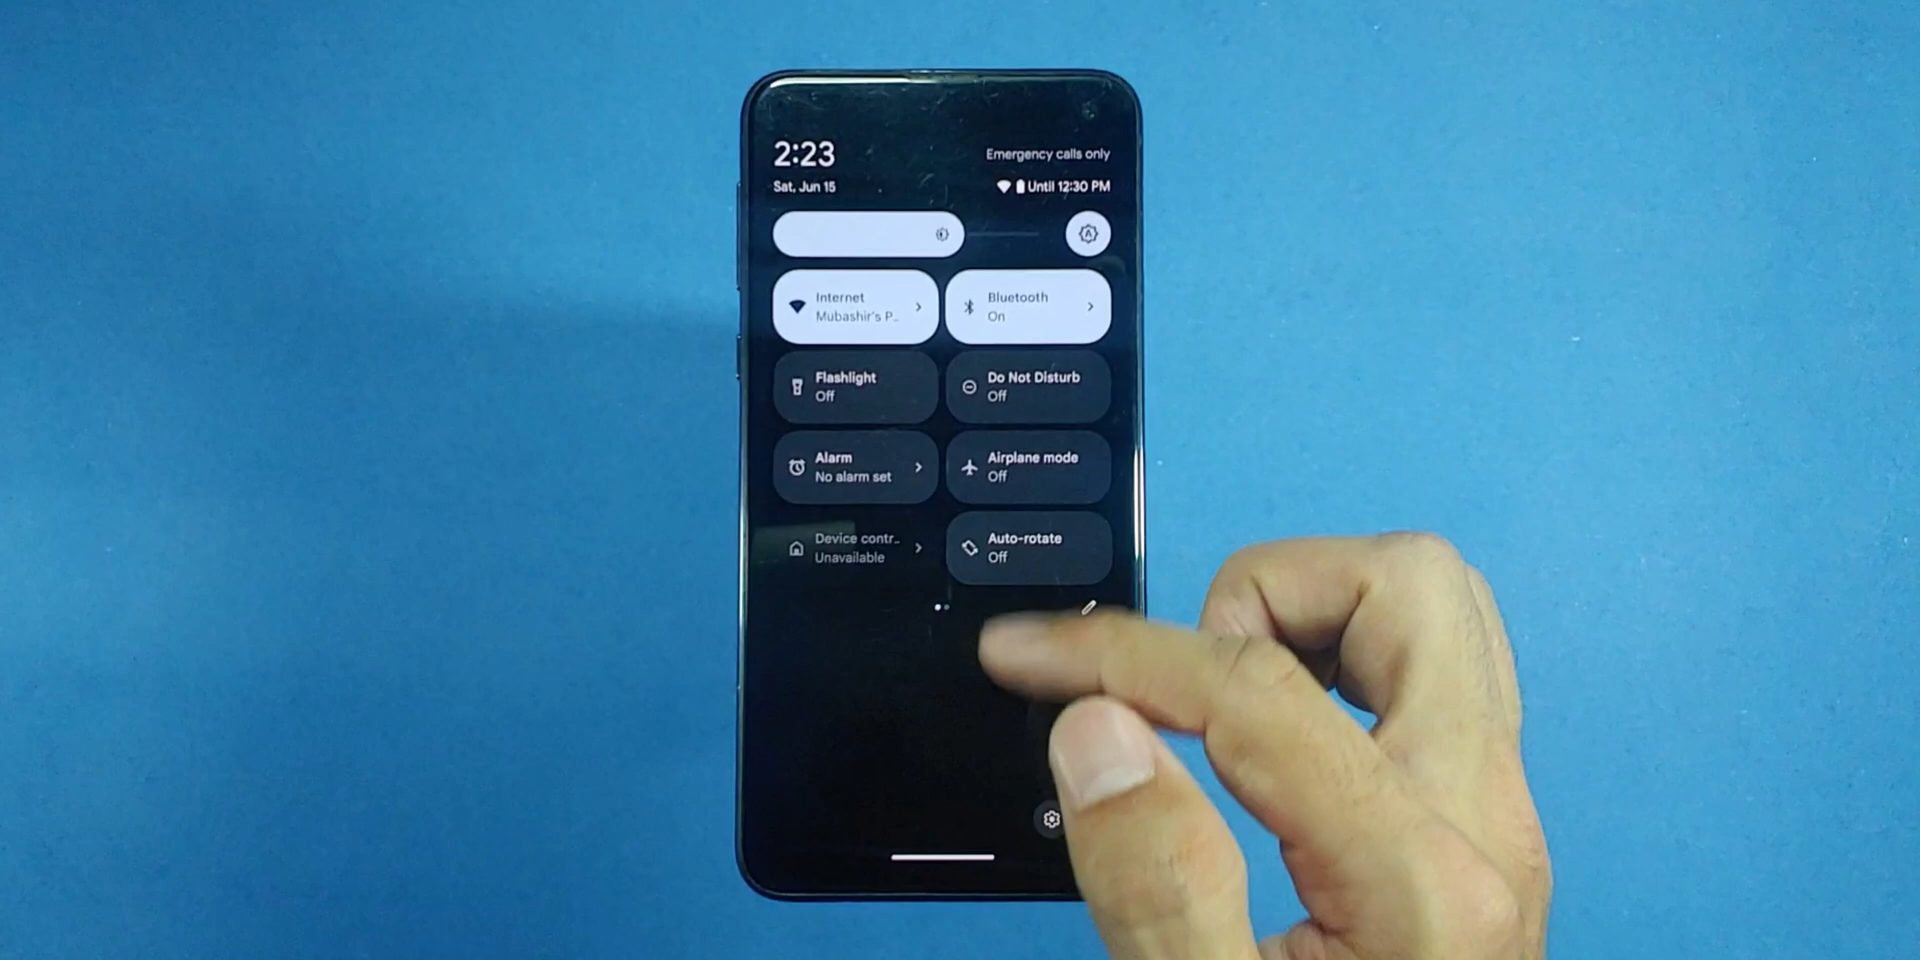 2:23
Emergency calls only
Sat, Jun 15
Until 12:30 PM
Internet
Mubashir's P...
Bluetooth
On
Flashlight
Off
Do Not Disturb
Off
Alarm
No alarm set
Airplane mode
Off
Device contr...
Unavailable
Auto-rotate
Off